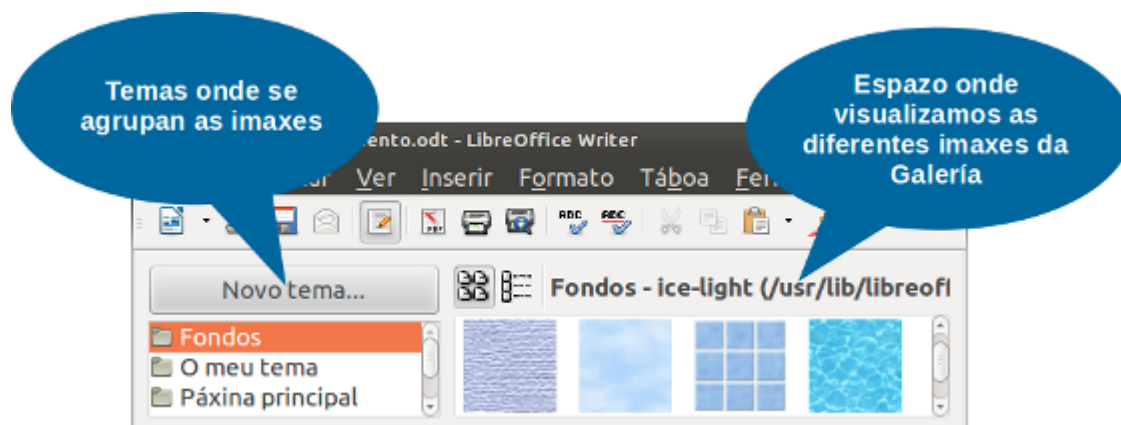 Temas onde se
agrupan as imaxes
Espazo onde
visualizamos as
diferentes imaxes da
Galería
ento.odt - LibreOffice Writer
Ver Inserir Formato Táboa
Novo tema...
Fondos - ice-light (/usr/lib/libreoff
Fondos
O meu tema
Páxina principal